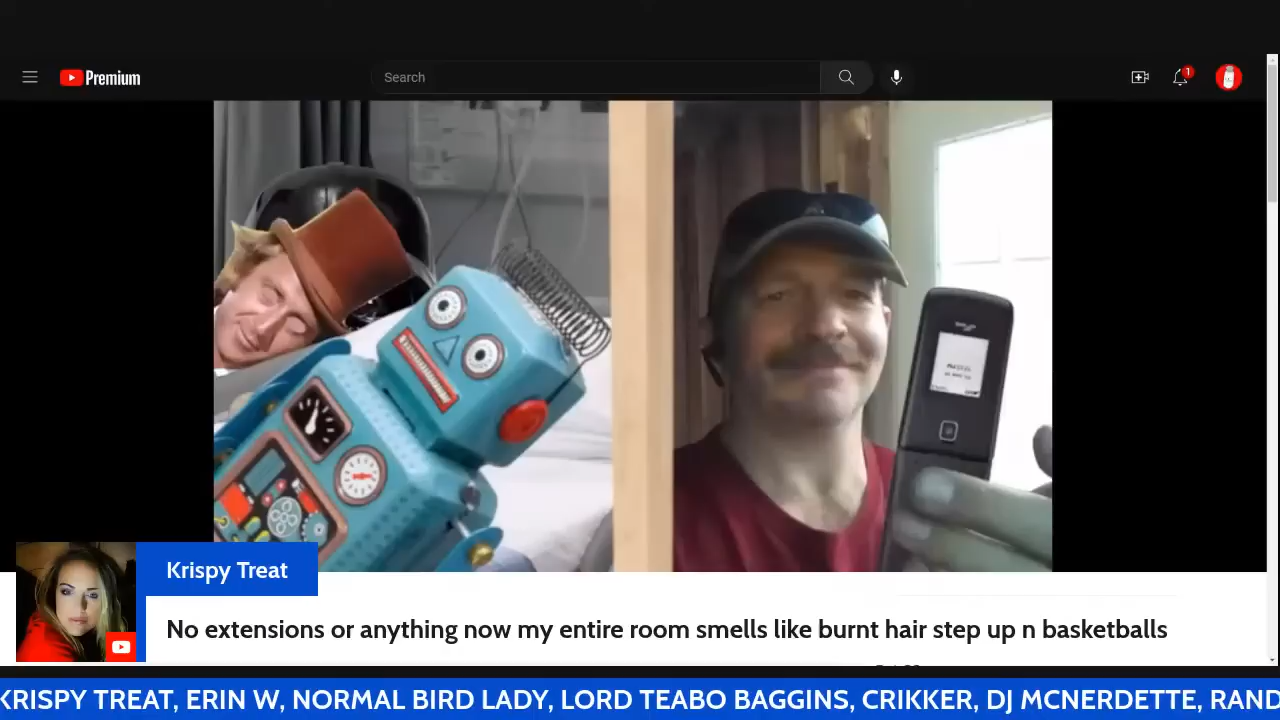 Premium
Search
1
Krispy Treat
No extensions or anything now my entire room smells like burnt hair step up n basketballs
KRISPY TREAT, ERIN W, NORMAL BIRD LADY, LORD TEABO BAGGINS, CRIKKER, DJ MCNERDETTE, RAND